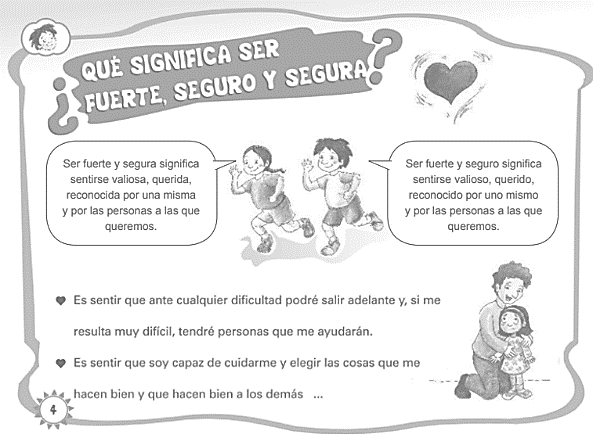 ¿QUÉ SIGNIFICA SER
FUERTE, SEGURO Y SEGURA?
Ser fuerte y segura significa
sentirse valiosa, querida,
reconocida por una misma
y por las personas a las que
queremos.
Ser fuerte y seguro significa
sentirse valioso, querido,
reconocido por uno mismo
y por las personas a las que
queremos.
Es sentir que ante cualquier dificultad podré salir adelante y, si me
resulta muy difícil, tendré personas que me ayudarán.
Es sentir que soy capaz de cuidarme y elegir las cosas que me
hacen bien y que hacen bien a los demás ...
4